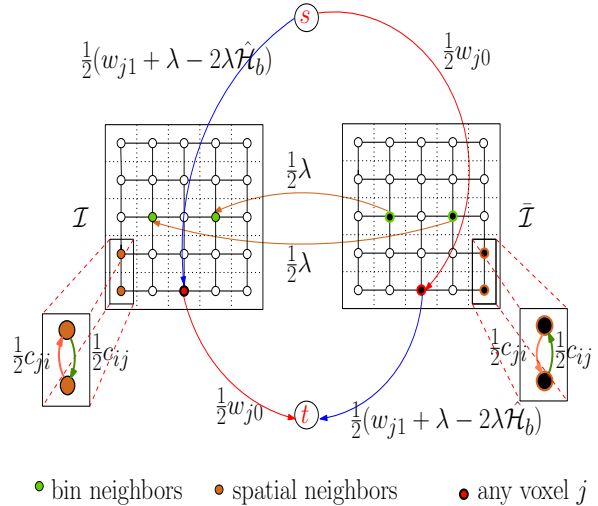 s
½(w_{j1} + λ − 2λĤ_b)
½w_{j0}
½λ
I
Ī
½λ
½c_{ji}
½c_{ij}
½c_{ji}
½c_{ij}
½w_{j0}
t
½(w_{j1} + λ − 2λĤ_b)
bin neighbors
spatial neighbors
any voxel j